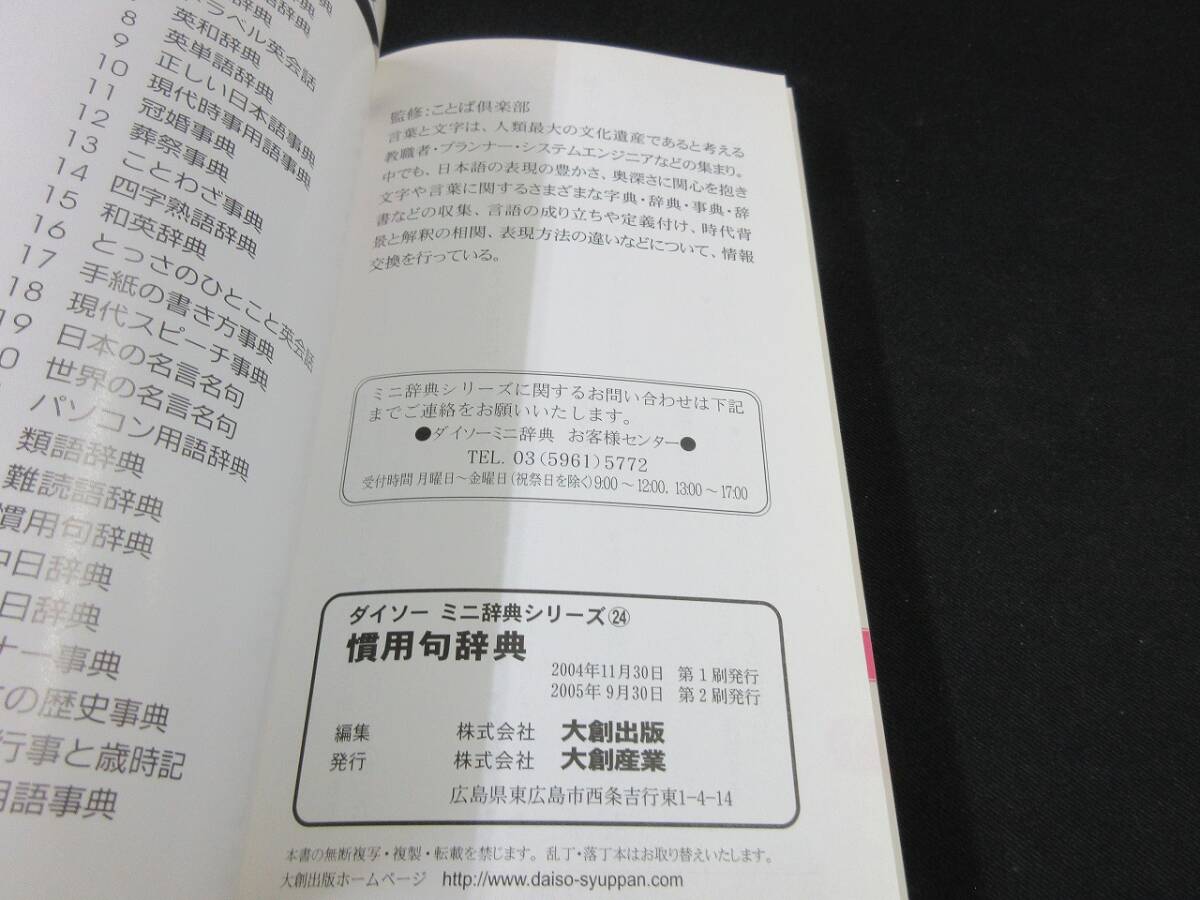 トラベル英会話
8 英和辞典
9 英単語辞典
10 正しい日本語事典
11 現代時事用語事典
12 冠婚事典
13 葬祭事典
14 ことわざ事典
15 四字熟語辞典
16 和英辞典
17 とっさのひとこと英会話
18 手紙の書き方事典
19 現代スピーチ事典
日本の名言名句
世界の名言名句
パソコン用語辞典
類語辞典
難読語辞典
慣用句辞典
中日辞典
日辞典
ナー事典
の歴史事典
行事と歳時記
用語事典
監修：ことば倶楽部
言葉と文字は、人類最大の文化遺産であると考える
教職者・プランナー・システムエンジニアなどの集まり。
中でも、日本語の表現の豊かさ、奥深さに関心を抱き
文字や言葉に関するさまざまな字典・辞典・事典・辞
書などの収集、言語の成り立ちや定義付け、時代背
景と解釈の相関、表現方法の違いなどについて、情報
交換を行っている。
ミニ辞典シリーズに関するお問い合わせは下記
までご連絡をお願いいたします。
●ダイソーミニ辞典 お客様センター●
TEL. 03(5961)5772
受付時間 月曜日～金曜日(祝祭日を除く)9:00～12:00. 13:00～17:00
ダイソー ミニ辞典シリーズ㉔
慣用句辞典
2004年11月30日 第1刷発行
2005年9月30日 第2刷発行
編集 株式会社 大創出版
発行 株式会社 大創産業
広島県東広島市西条吉行東1-4-14
本書の無断複写・複製・転載を禁じます。乱丁・落丁本はお取り替えいたします。
大創出版ホームページ http://www.daiso-syuppan.com